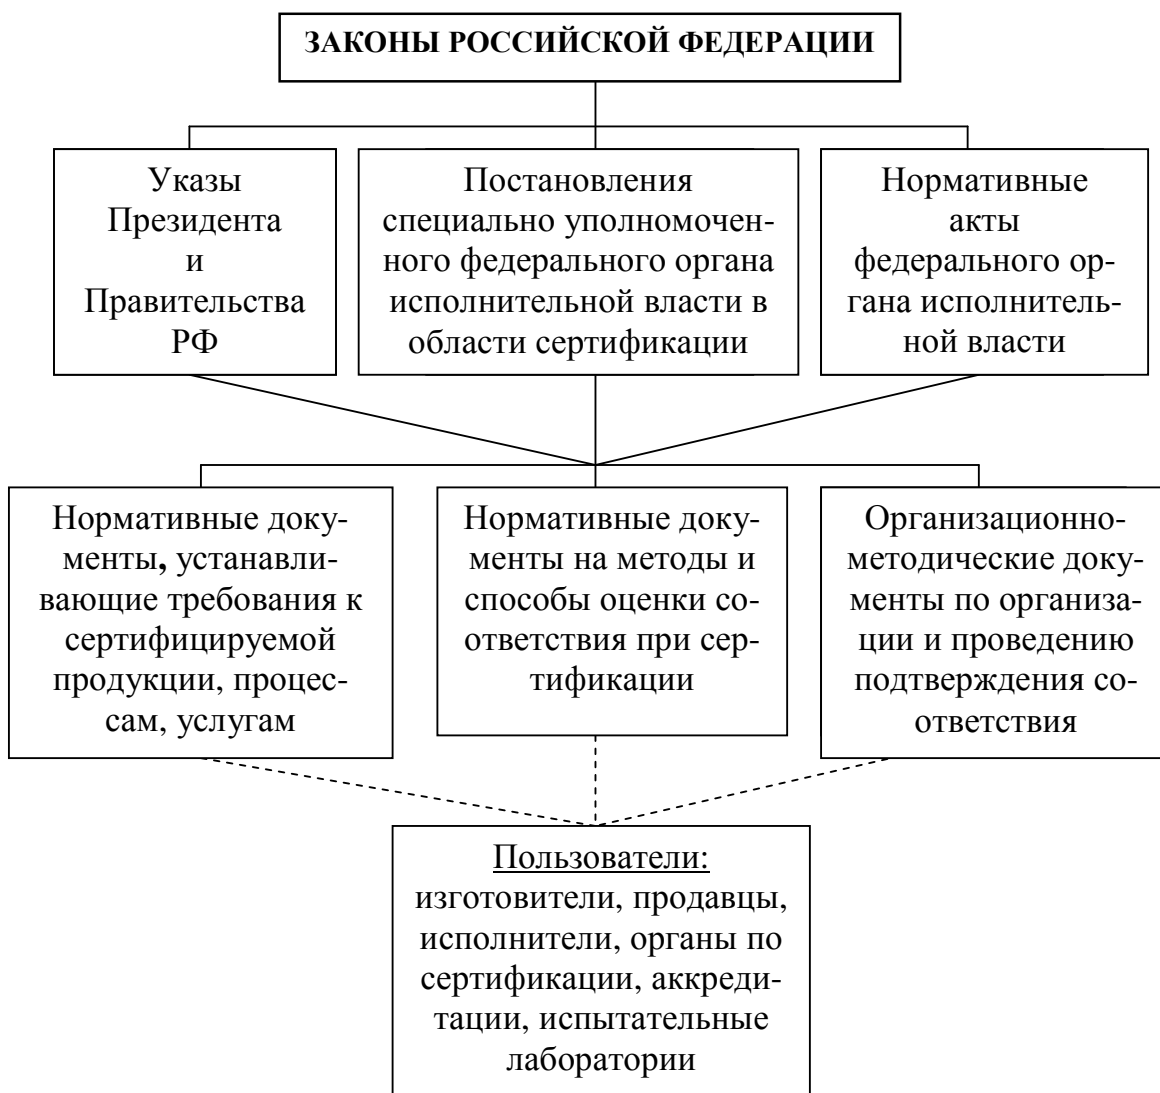 ЗАКОНЫ РОССИЙСКОЙ ФЕДЕРАЦИИ
Указы
Президента
и
Правительства
РФ
Постановления
специально уполномочен-
ного федерального органа
исполнительной власти в
области сертификации
Нормативные
акты
федерального ор-
гана исполнитель-
ной власти
Нормативные доку-
менты, устанавли-
вающие требования к
сертифицируемой
продукции, процес-
сам, услугам
Нормативные доку-
менты на методы и
способы оценки со-
ответствия при сер-
тификации
Организационно-
методические доку-
менты по организа-
ции и проведению
подтверждения со-
ответствия
Пользователи:
изготовители, продавцы,
исполнители, органы по
сертификации, аккреди-
тации, испытательные
лаборатории